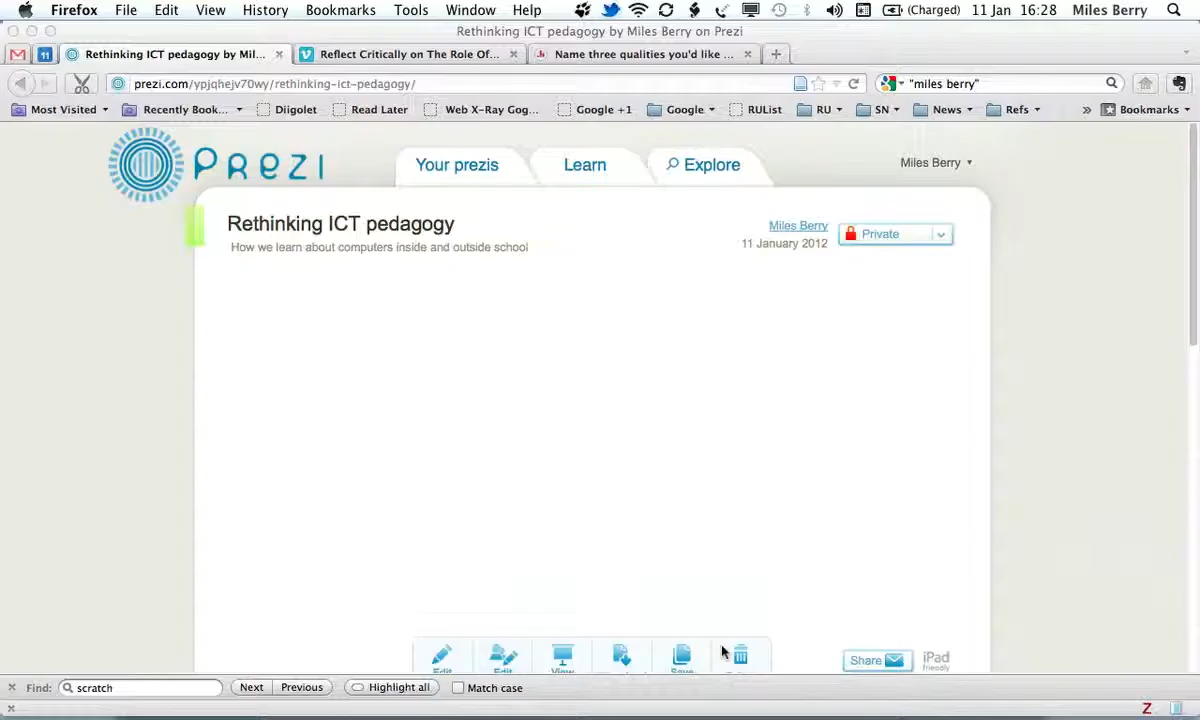 Firefox File Edit View History Bookmarks Tools Window Help (Charged) 11 Jan 16:28 Miles Berry
Rethinking ICT pedagogy by Miles Berry on Prezi
11 Rethinking ICT pedagogy by Mil... Reflect Critically on The Role Of... Name three qualities you'd like ...
prezi.com/ypjqhejv70wy/rethinking-ict-pedagogy/ "miles berry"
Most Visited Recently Book... Diigolet Read Later Web X-Ray Gog... Google +1 Google RUList RU SN News Refs » Bookmarks
PREZI Your prezis Learn Explore Miles Berry
Rethinking ICT pedagogy Miles Berry Private
How we learn about computers inside and outside school 11 January 2012
Share iPad friendly
Find: scratch Next Previous Highlight all Match case
Z